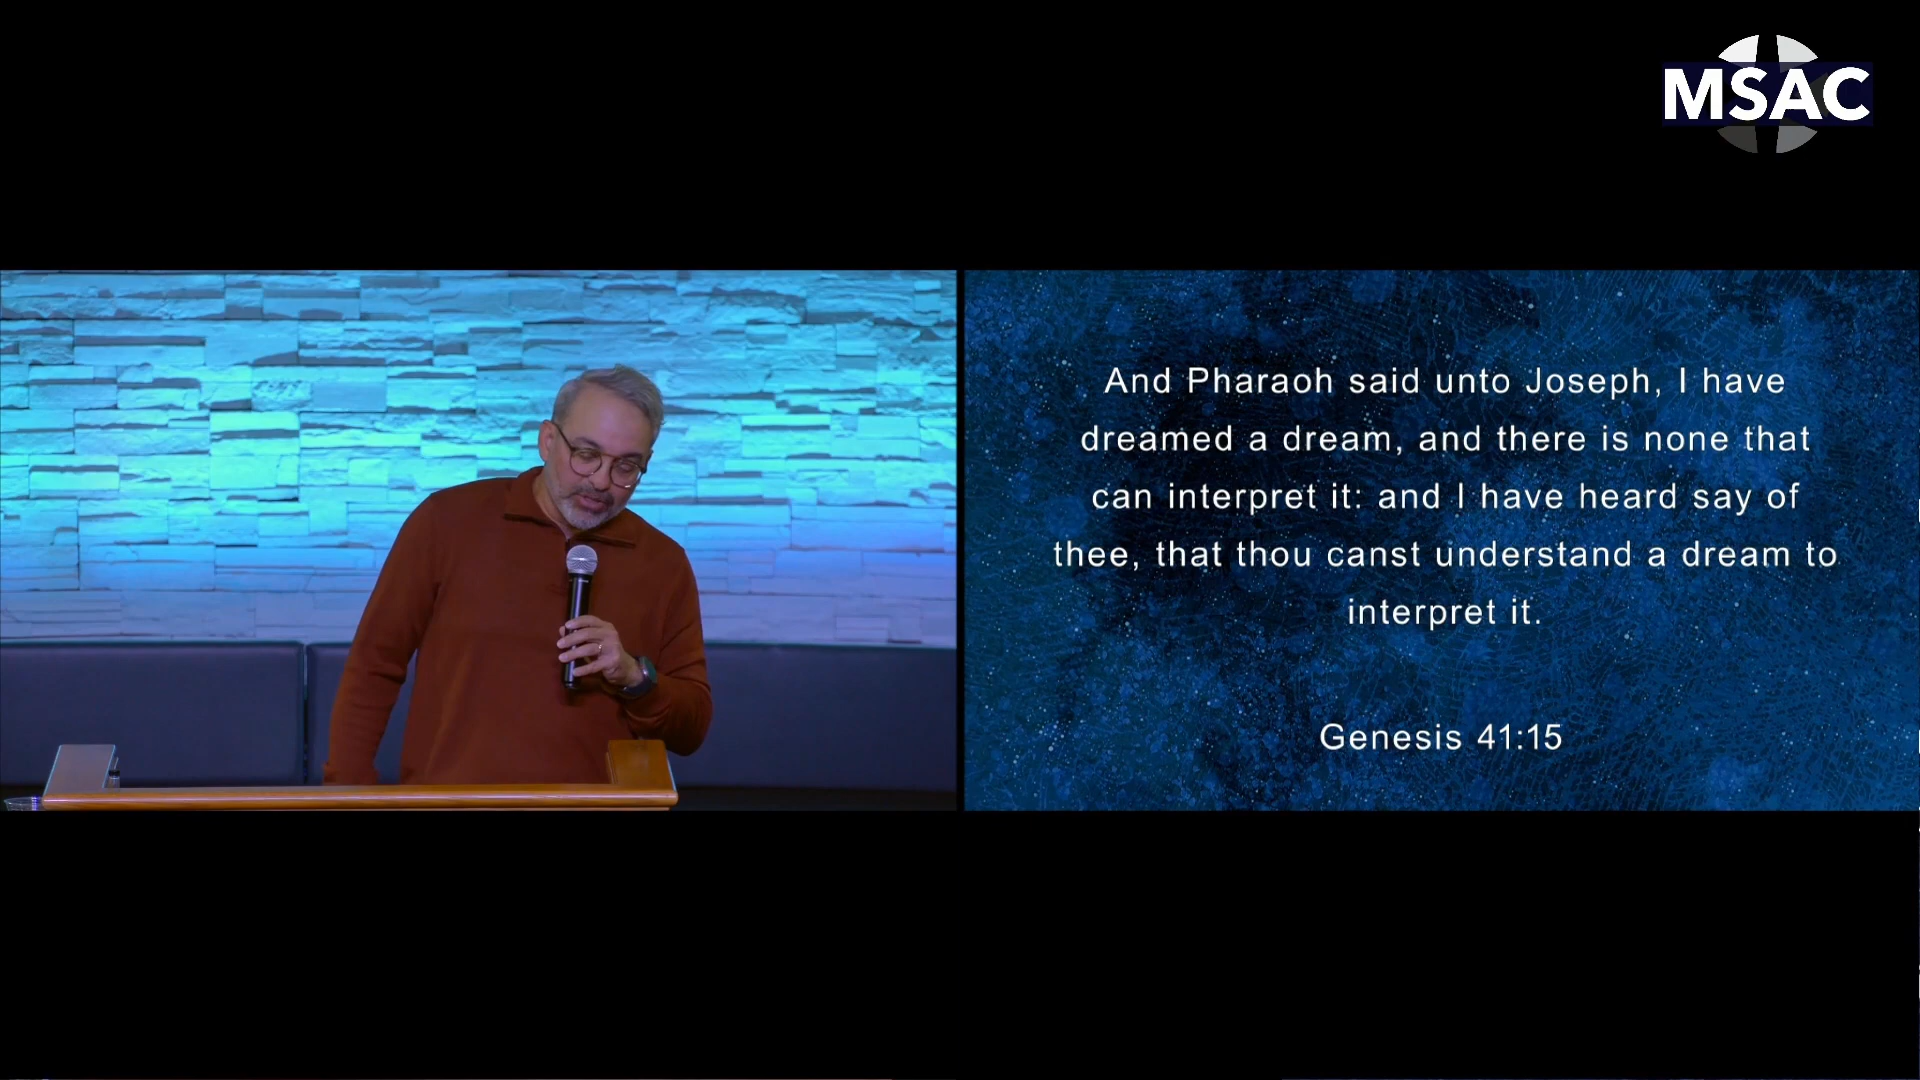 MSAC
And Pharaoh said unto Joseph, I have
dreamed a dream, and there is none that
can interpret it: and I have heard say of
thee, that thou canst understand a dream to
interpret it.
Genesis 41:15